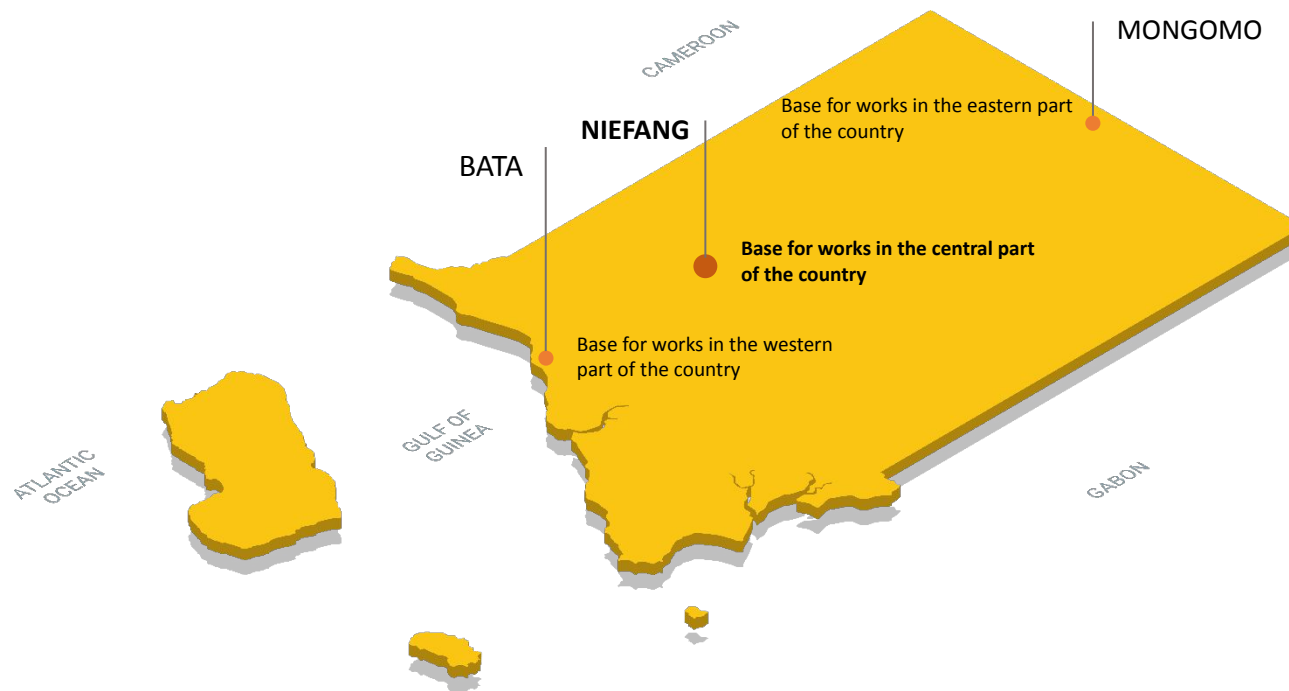 CAMEROON
MONGOMO
Base for works in the eastern part
of the country
NIEFANG
BATA
Base for works in the central part
of the country
Base for works in the western
part of the country
GULF OF
GUINEA
ATLANTIC
OCEAN
GABON